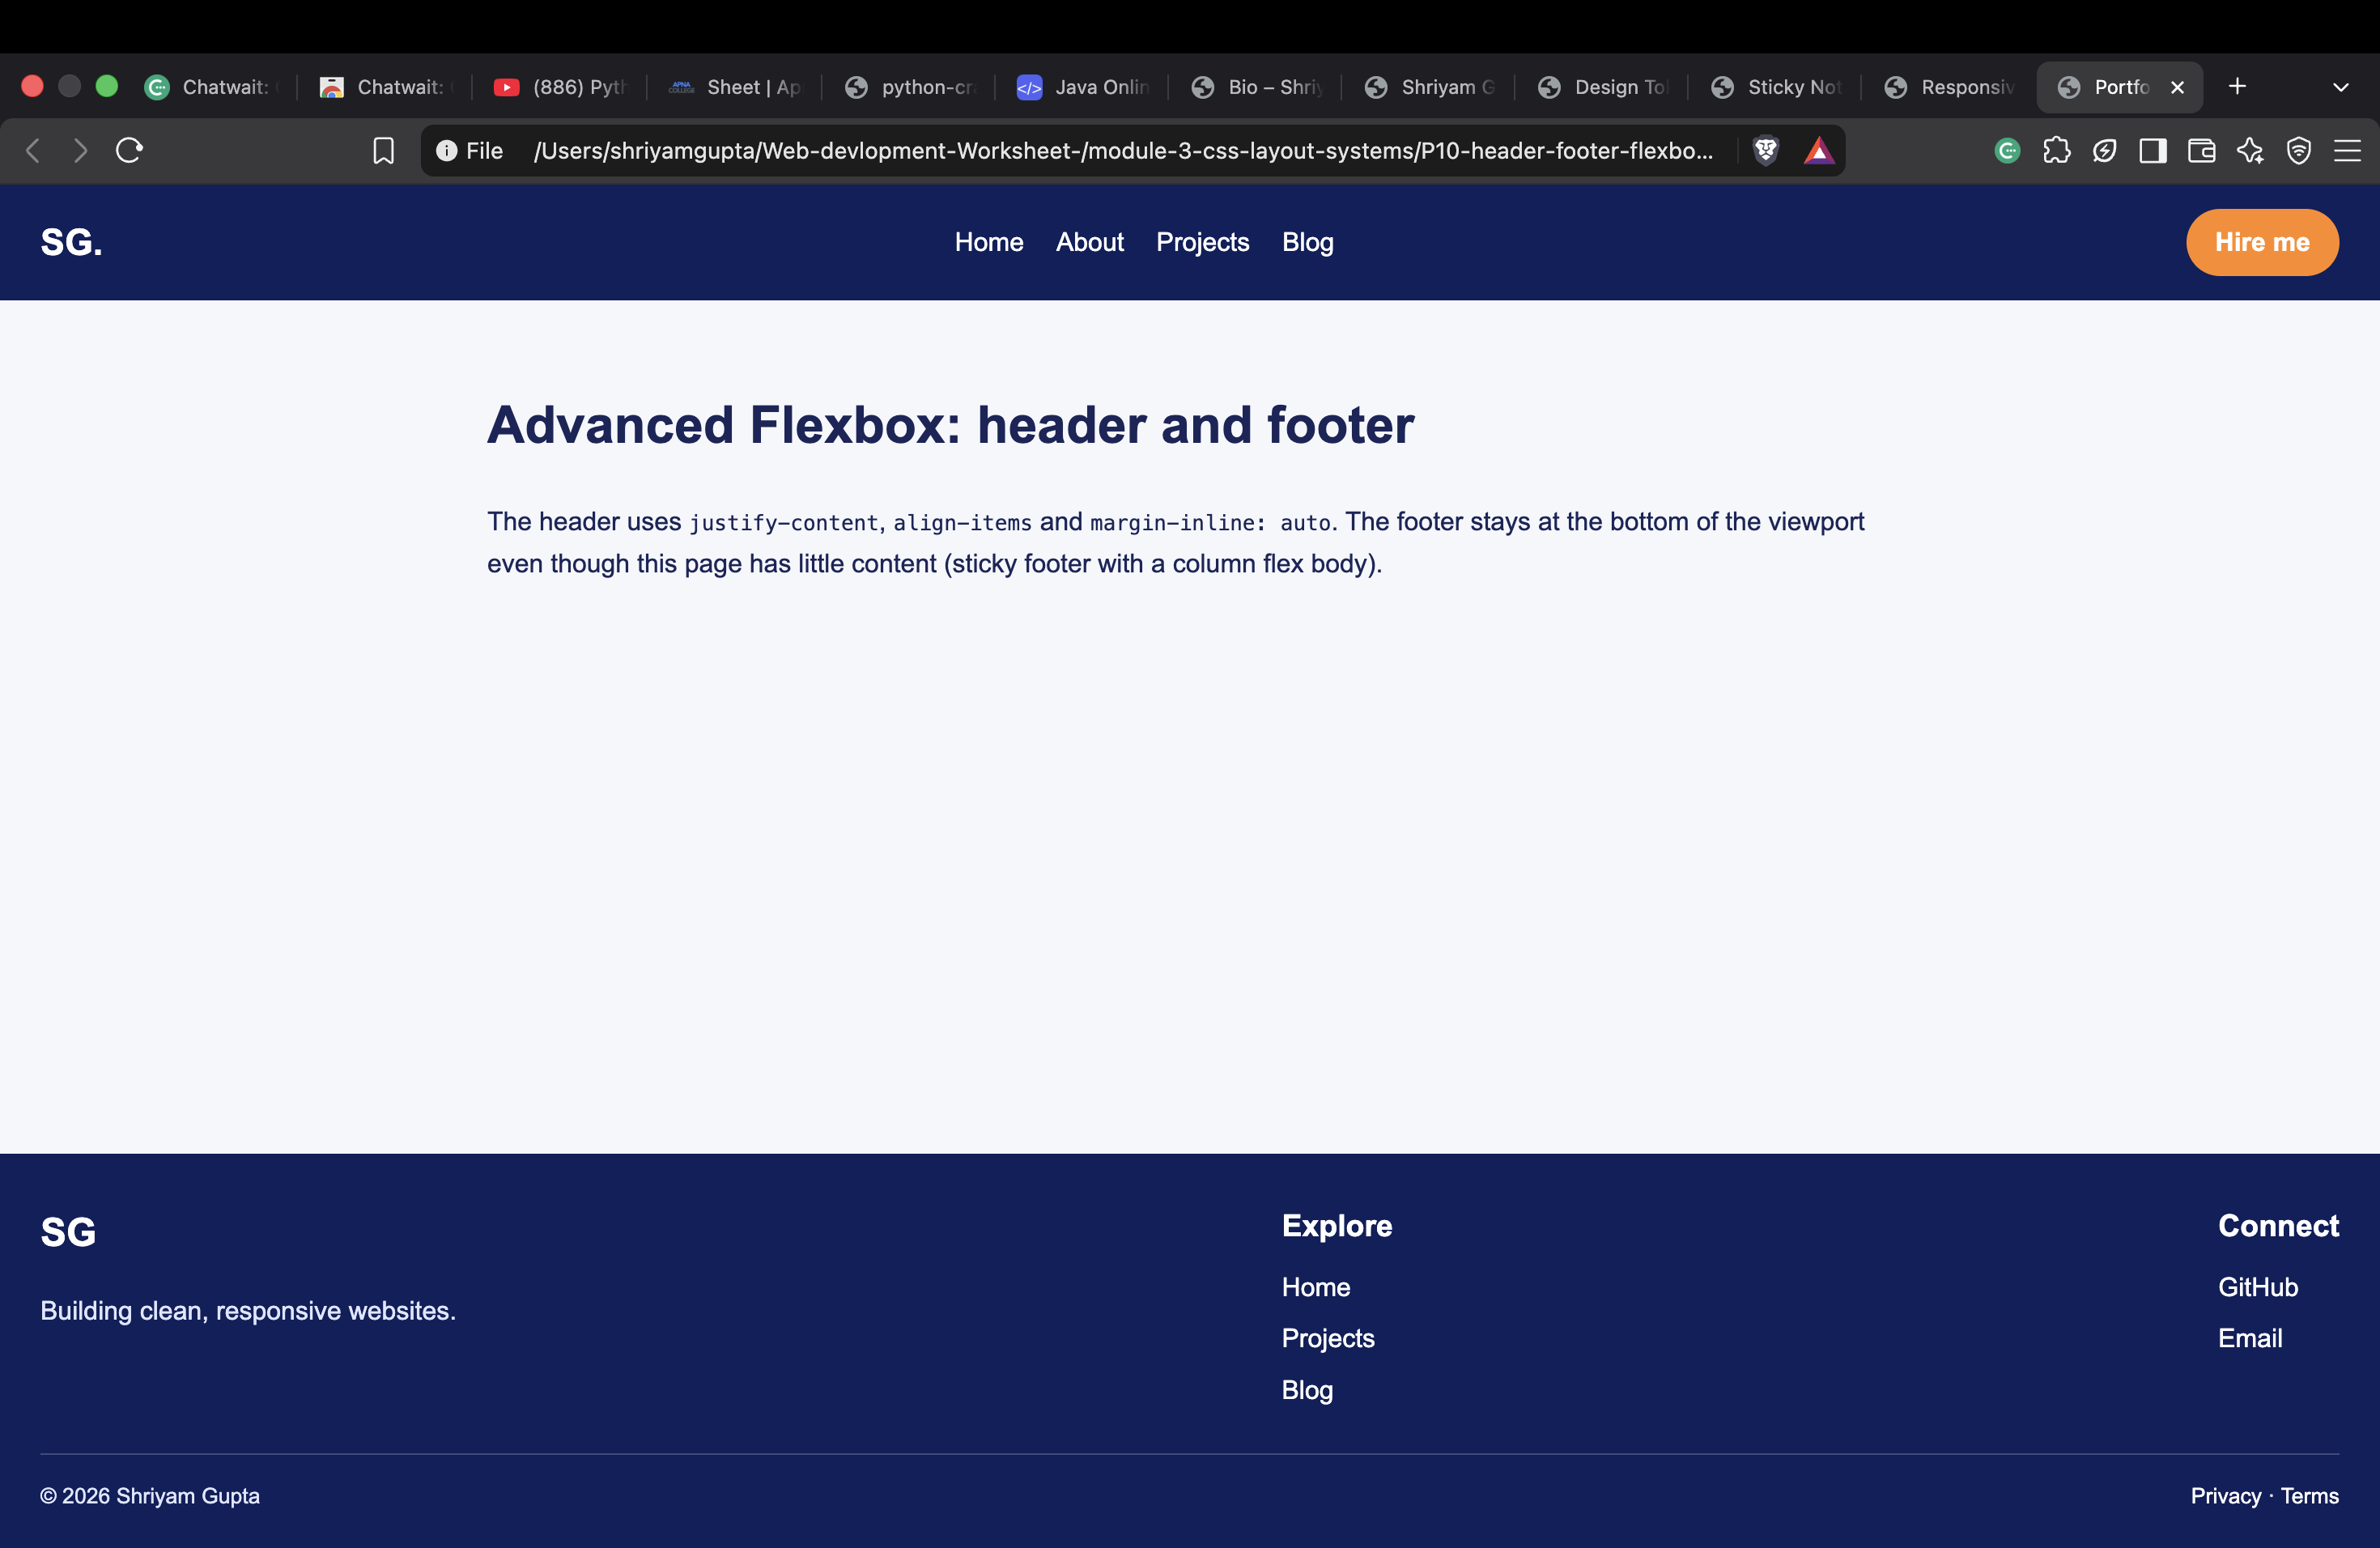 Chatwait:
Chatwait:
(886) Pyth
Sheet | Ap
python-cr
Java Onlin
Bio – Shriy
Shriyam G
Design Tok
Sticky Not
Responsiv
Portfo
File /Users/shriyamgupta/Web-devlopment-Worksheet-/module-3-css-layout-systems/P10-header-footer-flexbo...
SG.
Home About Projects Blog
Hire me
Advanced Flexbox: header and footer
The header uses justify-content, align-items and margin-inline: auto. The footer stays at the bottom of the viewport
even though this page has little content (sticky footer with a column flex body).
SG
Building clean, responsive websites.
Explore
Home
Projects
Blog
Connect
GitHub
Email
© 2026 Shriyam Gupta
Privacy · Terms